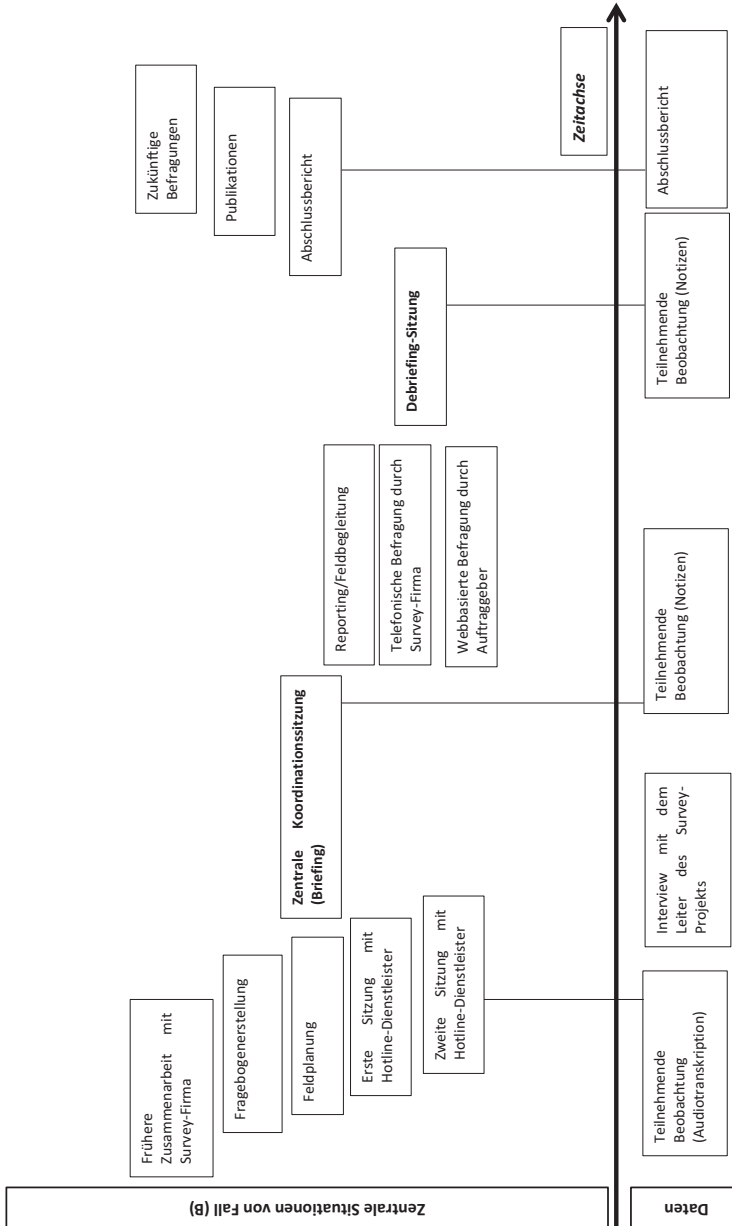 Zentrale Situationen von Fall (B)
Frühere
Zusammenarbeit mit
Survey-Firma
Fragebogenerstellung
Feldplanung
Erste Sitzung mit
Hotline-Dienstleister
Zweite Sitzung mit
Hotline-Dienstleister
Zentrale Koordinationssitzung
(Briefing)
Reporting/Feldbegleitung
Telefonische Befragung durch
Survey-Firma
Webbasierte Befragung durch
Auftraggeber
Debriefing-Sitzung
Zukünftige
Befragungen
Publikationen
Abschlussbericht
Zeitachse
Daten
Teilnehmende
Beobachtung
(Audiotranskription)
Interview mit dem
Leiter des Survey-
Projekts
Teilnehmende
Beobachtung (Notizen)
Teilnehmende
Beobachtung (Notizen)
Abschlussbericht